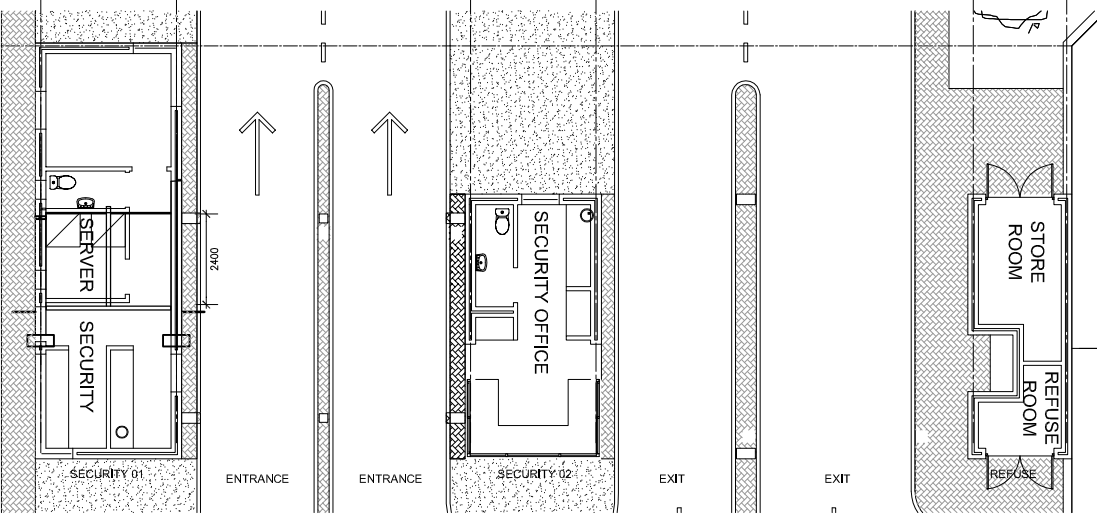 SERVER
2400
SECURITY
SECURITY OFFICE
STORE
ROOM
REFUSE
ROOM
SECURITY 01
ENTRANCE
ENTRANCE
SECURITY 02
EXIT
EXIT
REFUSE